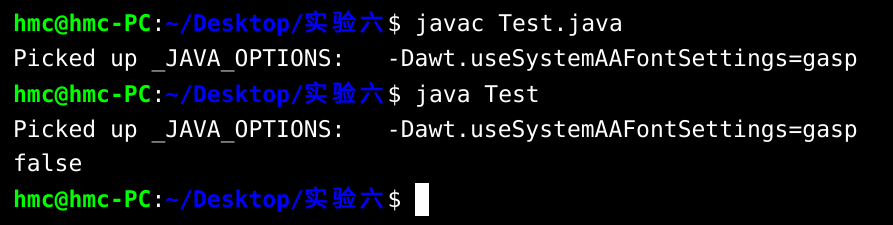 hmc@hmc-PC:~/Desktop/实验六$ javac Test.java
Picked up _JAVA_OPTIONS:   -Dawt.useSystemAAFontSettings=gasp
hmc@hmc-PC:~/Desktop/实验六$ java Test
Picked up _JAVA_OPTIONS:   -Dawt.useSystemAAFontSettings=gasp
false
hmc@hmc-PC:~/Desktop/实验六$